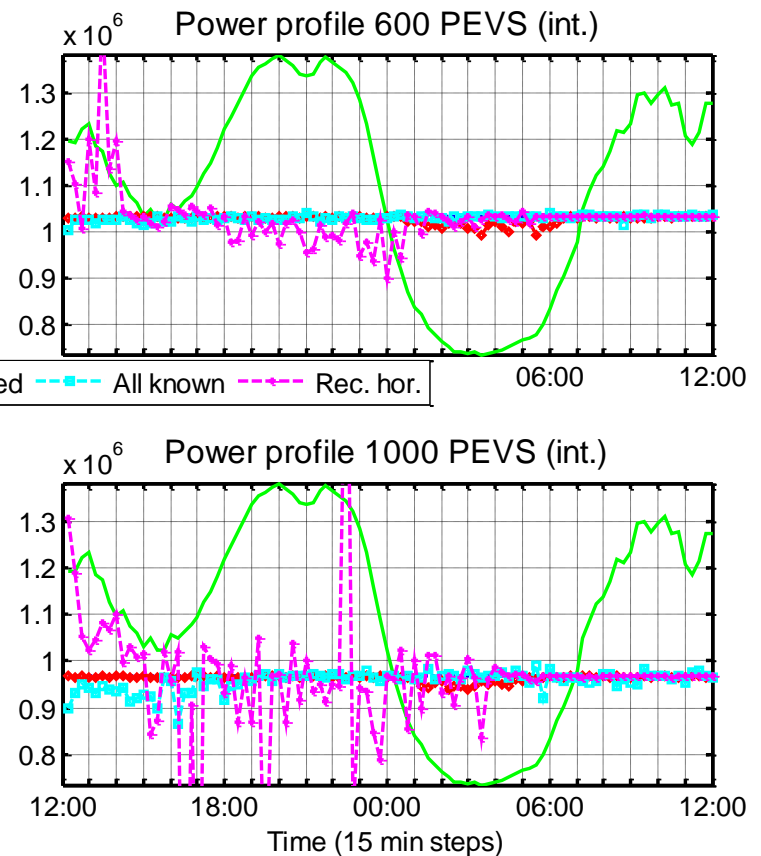 Power profile 600 PEVS (int.)
x 10^6
1.3
1.2
1.1
1
0.9
0.8
06:00 12:00
ed All known Rec. hor.
Power profile 1000 PEVS (int.)
x 10^6
1.3
1.2
1.1
1
0.9
0.8
12:00 18:00 00:00 06:00 12:00
Time (15 min steps)